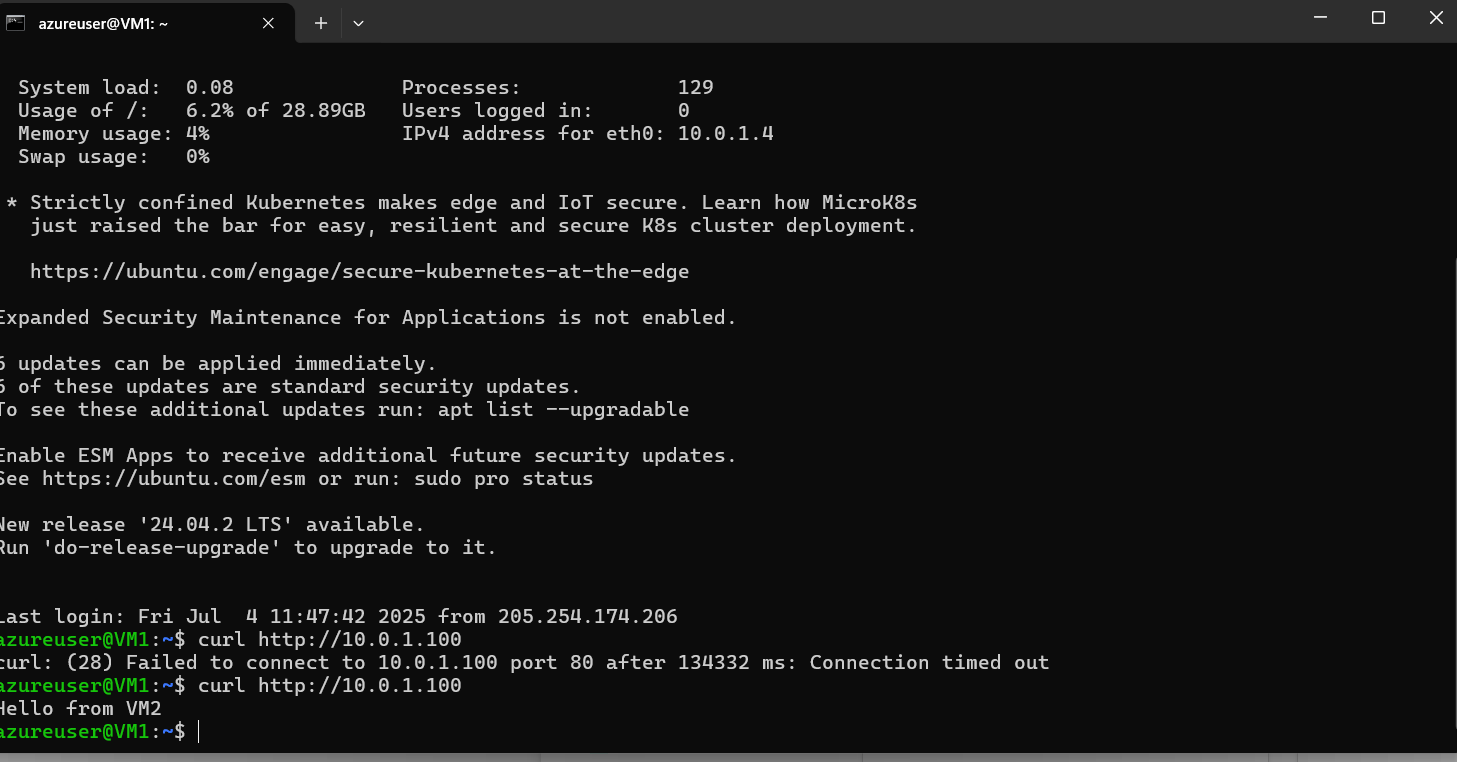 azureuser@VM1: ~
System load: 0.08 Processes: 129
Usage of /: 6.2% of 28.89GB Users logged in: 0
Memory usage: 4% IPv4 address for eth0: 10.0.1.4
Swap usage: 0%
* Strictly confined Kubernetes makes edge and IoT secure. Learn how MicroK8s
just raised the bar for easy, resilient and secure K8s cluster deployment.
https://ubuntu.com/engage/secure-kubernetes-at-the-edge
Expanded Security Maintenance for Applications is not enabled.
6 updates can be applied immediately.
6 of these updates are standard security updates.
To see these additional updates run: apt list --upgradable
Enable ESM Apps to receive additional future security updates.
See https://ubuntu.com/esm or run: sudo pro status
New release '24.04.2 LTS' available.
Run 'do-release-upgrade' to upgrade to it.
Last login: Fri Jul  4 11:47:42 2025 from 205.254.174.206
azureuser@VM1:~$ curl http://10.0.1.100
curl: (28) Failed to connect to 10.0.1.100 port 80 after 134332 ms: Connection timed out
azureuser@VM1:~$ curl http://10.0.1.100
Hello from VM2
azureuser@VM1:~$